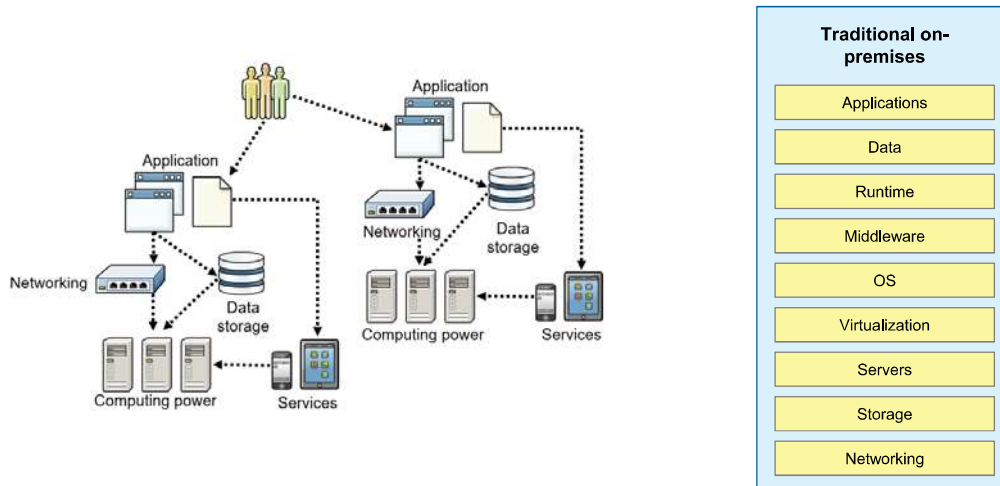 Application
Application
Networking
Data
storage
Networking
Data
storage
Computing power
Services
Computing power
Services
Traditional on-
premises
Applications
Data
Runtime
Middleware
OS
Virtualization
Servers
Storage
Networking